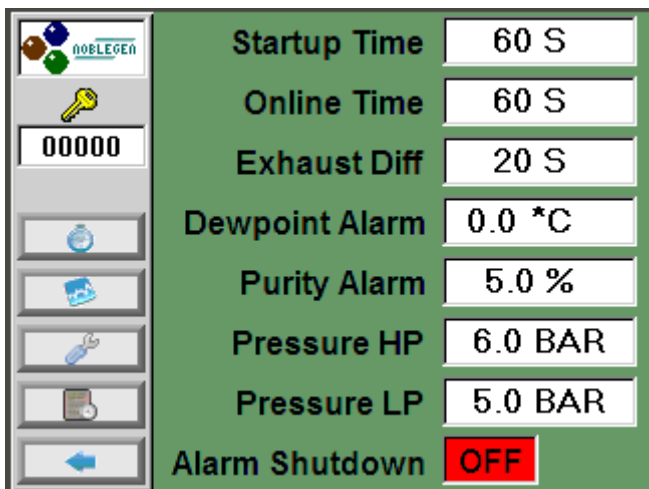 NOBLEGEN
00000
Startup Time 60 S
Online Time 60 S
Exhaust Diff 20 S
Dewpoint Alarm 0.0 *C
Purity Alarm 5.0 %
Pressure HP 6.0 BAR
Pressure LP 5.0 BAR
Alarm Shutdown OFF